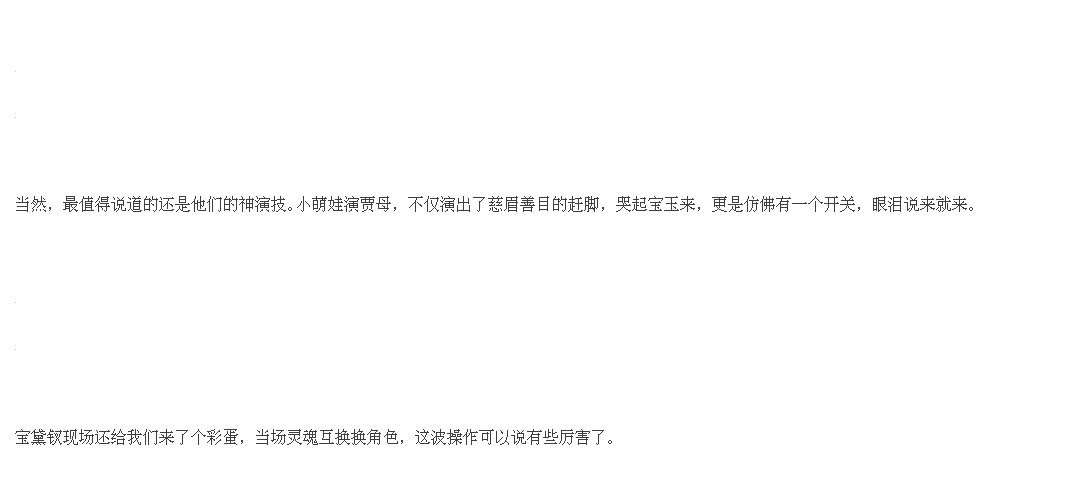 当然，最值得说道的还是他们的神演技。小萌娃演贾母，不仅演出了慈眉善目的赶脚，哭起宝玉来，更是仿佛有一个开关，眼泪说来就来。
宝黛钗现场还给我们来了个彩蛋，当场灵魂互换换角色，这波操作可以说有些厉害了。